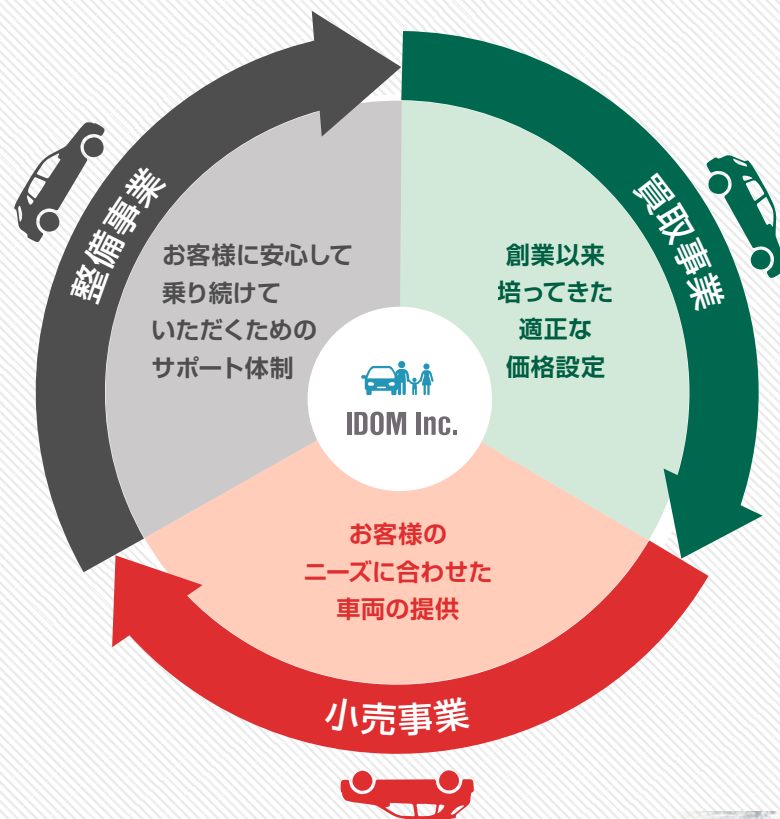 買取事業
創業以来
培ってきた
適正な
価格設定
小売事業
お客様の
ニーズに合わせた
車両の提供
整備事業
お客様に安心して
乗り続けて
いただくための
サポート体制
IDOM Inc.